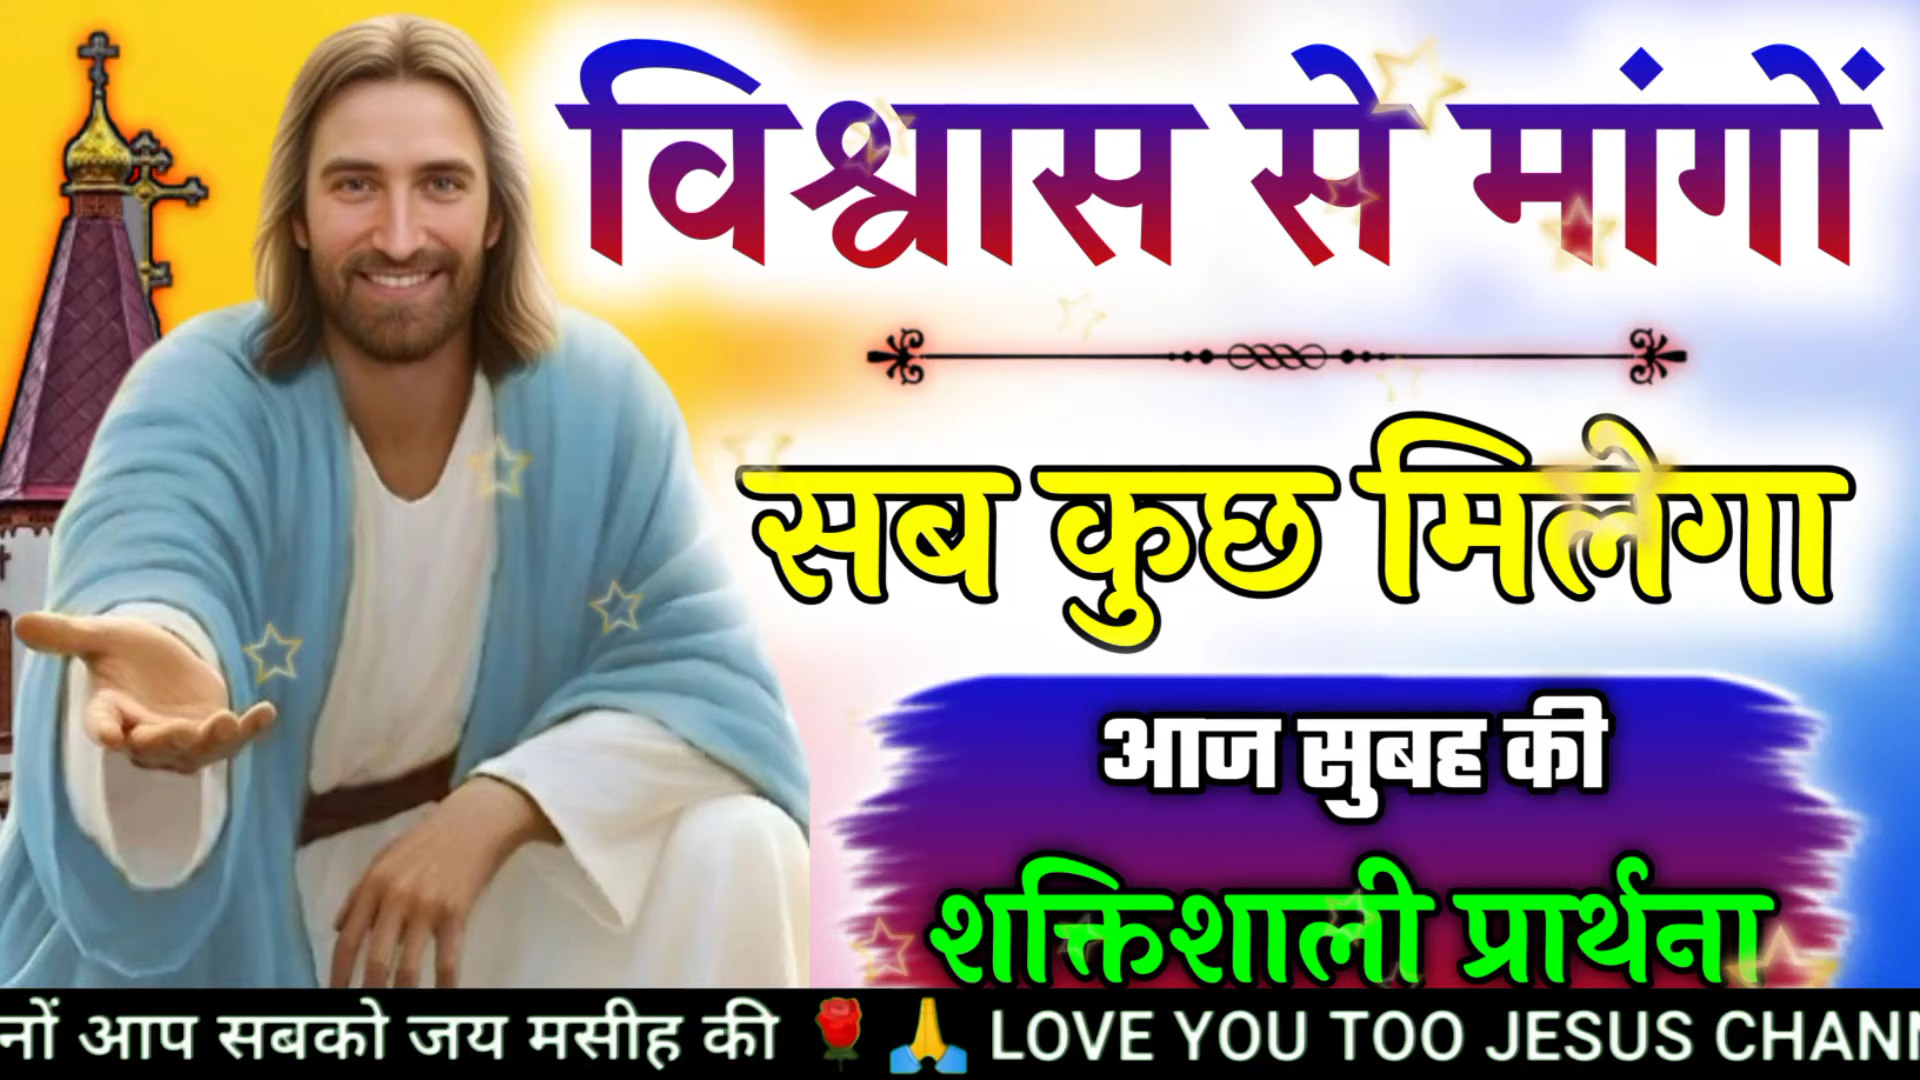 विश्वास से मांगों
सब कुछ मिलेगा
आज सुबह की
शक्तिशाली प्रार्थना
आप सबको जय मसीह की 🌹🙏 LOVE YOU TOO JESUS